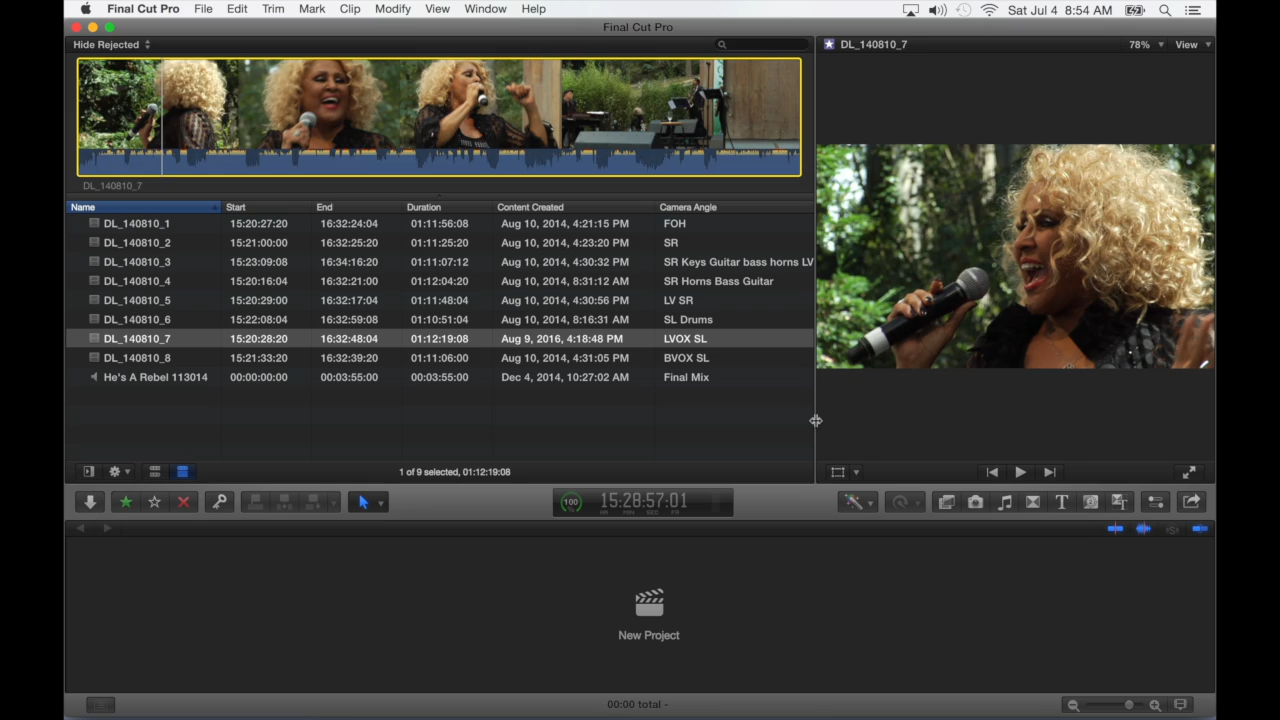 Final Cut Pro File Edit Trim Mark Clip Modify View Window Help Sat Jul 4 8:54 AM
Final Cut Pro
Hide Rejected DL_140810_7 78% View
DL_140810_7
Name Start End Duration Content Created Camera Angle
DL_140810_1 15:20:27:20 16:32:24:04 01:11:56:08 Aug 10, 2014, 4:21:15 PM FOH
DL_140810_2 15:21:00:00 16:32:25:20 01:11:25:20 Aug 10, 2014, 4:23:20 PM SR
DL_140810_3 15:23:09:08 16:34:16:20 01:11:07:12 Aug 10, 2014, 4:30:32 PM SR Keys Guitar bass horns LV
DL_140810_4 15:20:16:04 16:32:21:00 01:12:04:20 Aug 10, 2014, 8:31:12 AM SR Horns Bass Guitar
DL_140810_5 15:20:29:00 16:32:17:04 01:11:48:04 Aug 10, 2014, 4:30:56 PM LV SR
DL_140810_6 15:22:08:04 16:32:59:08 01:10:51:04 Aug 10, 2014, 8:16:31 AM SL Drums
DL_140810_7 15:20:28:20 16:32:48:04 01:12:19:08 Aug 9, 2016, 4:18:48 PM LVOX SL
DL_140810_8 15:21:33:20 16:32:39:20 01:11:06:00 Aug 10, 2014, 4:31:05 PM BVOX SL
He's A Rebel 113014 00:00:00:00 00:03:55:00 00:03:55:00 Dec 4, 2014, 10:27:02 AM Final Mix
1 of 9 selected, 01:12:19:08
100 15:28:57:01
HR MIN SEC FR
New Project
00:00 total -